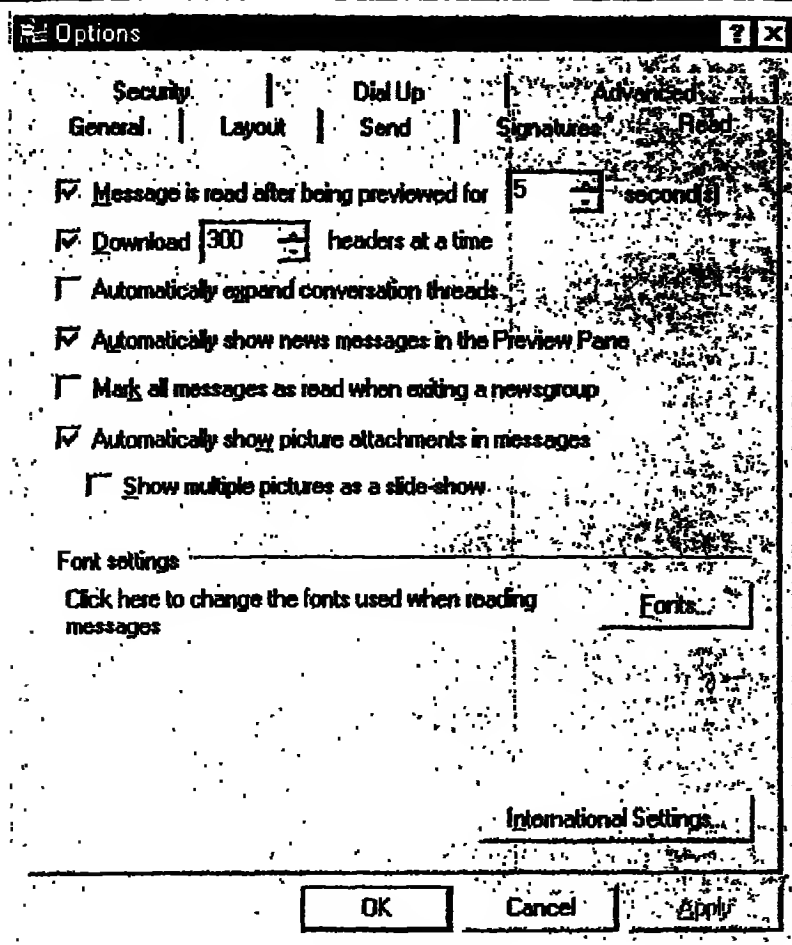 Options
Security Dial Up Advanced
General Layout Send Signatures Read
Message is read after being previewed for 5 second(s)
Download 300 headers at a time
Automatically expand conversation threads
Automatically show news messages in the Preview Pane
Mark all messages as read when exiting a newsgroup
Automatically show picture attachments in messages
Show multiple pictures as a slide-show
Font settings
Click here to change the fonts used when reading
messages
Fonts...
International Settings...
OK Cancel Apply